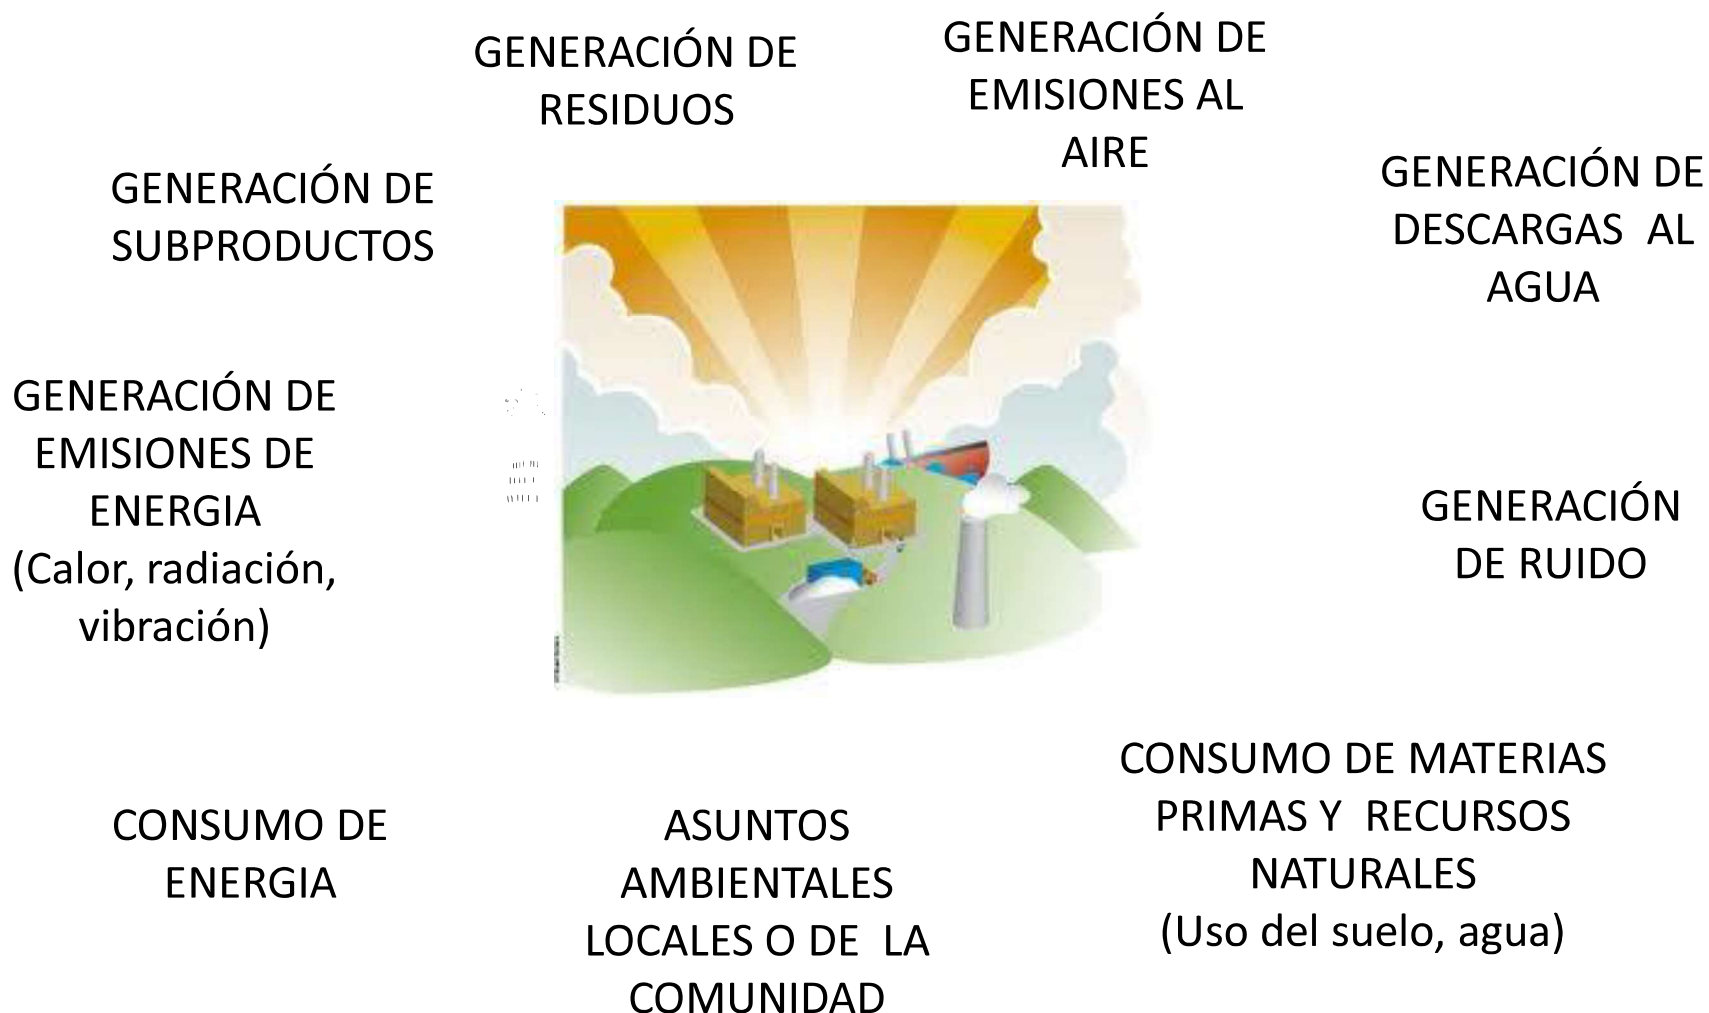 GENERACIÓN DE
RESIDUOS
GENERACIÓN DE
EMISIONES AL
AIRE
GENERACIÓN DE
SUBPRODUCTOS
GENERACIÓN DE
DESCARGAS AL
AGUA
GENERACIÓN DE
EMISIONES DE
ENERGIA
(Calor, radiación,
vibración)
GENERACIÓN
DE RUIDO
CONSUMO DE
ENERGIA
ASUNTOS
AMBIENTALES
LOCALES O DE LA
COMUNIDAD
CONSUMO DE MATERIAS
PRIMAS Y RECURSOS
NATURALES
(Uso del suelo, agua)